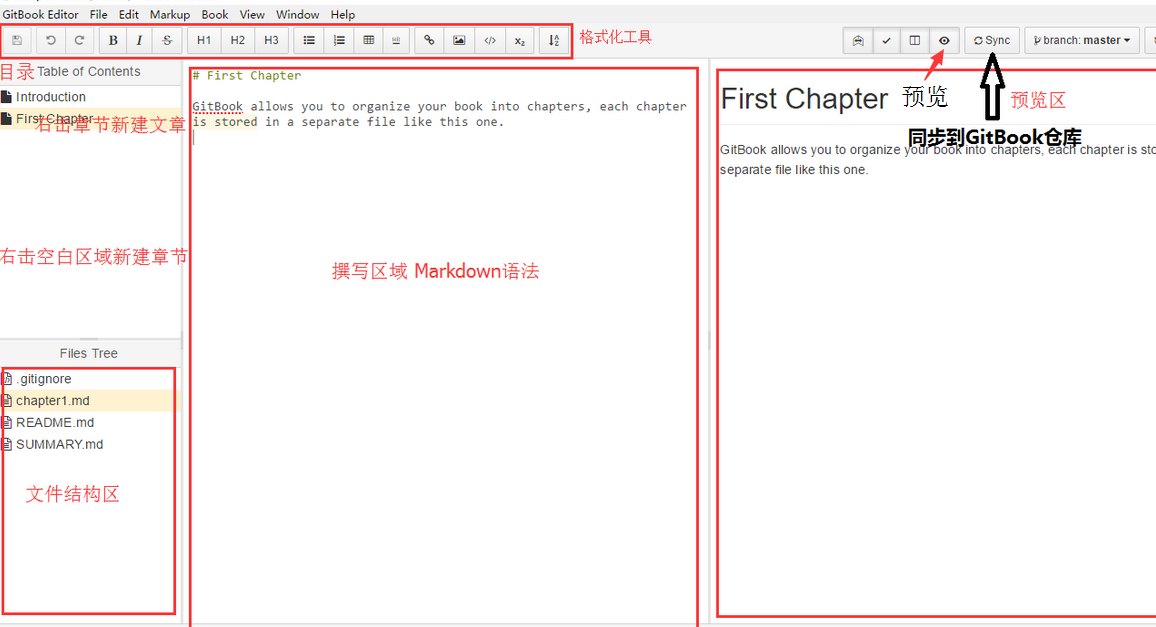 GitBook Editor File Edit Markup Book View Window Help
B I S H1 H2 H3 x₂
格式化工具
Sync branch: master
目录 Table of Contents
Introduction
First Chapter
右击章节新建文章
右击空白区域新建章节
Files Tree
.gitignore
chapter1.md
README.md
SUMMARY.md
文件结构区
# First Chapter
GitBook allows you to organize your book into chapters, each chapter
is stored in a separate file like this one.
撰写区域 Markdown语法
First Chapter
预览
预览区
同步到GitBook仓库
GitBook allows you to organize your book into chapters, each chapter is sto
separate file like this one.